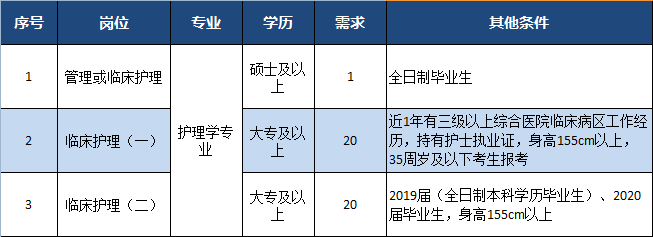 序号 岗位 专业 学历 需求 其他条件
1 管理或临床护理 硕士及以
上 1 全日制毕业生
护理学专
业
2 临床护理（一） 大专及以
上 20 近1年有三级以上综合医院临床病区工作经
历，持有护士执业证，身高155cm以上，
35周岁及以下考生报考
3 临床护理（二） 大专及以
上 20 2019届（全日制本科学历毕业生）、2020
届毕业生，身高155cm以上